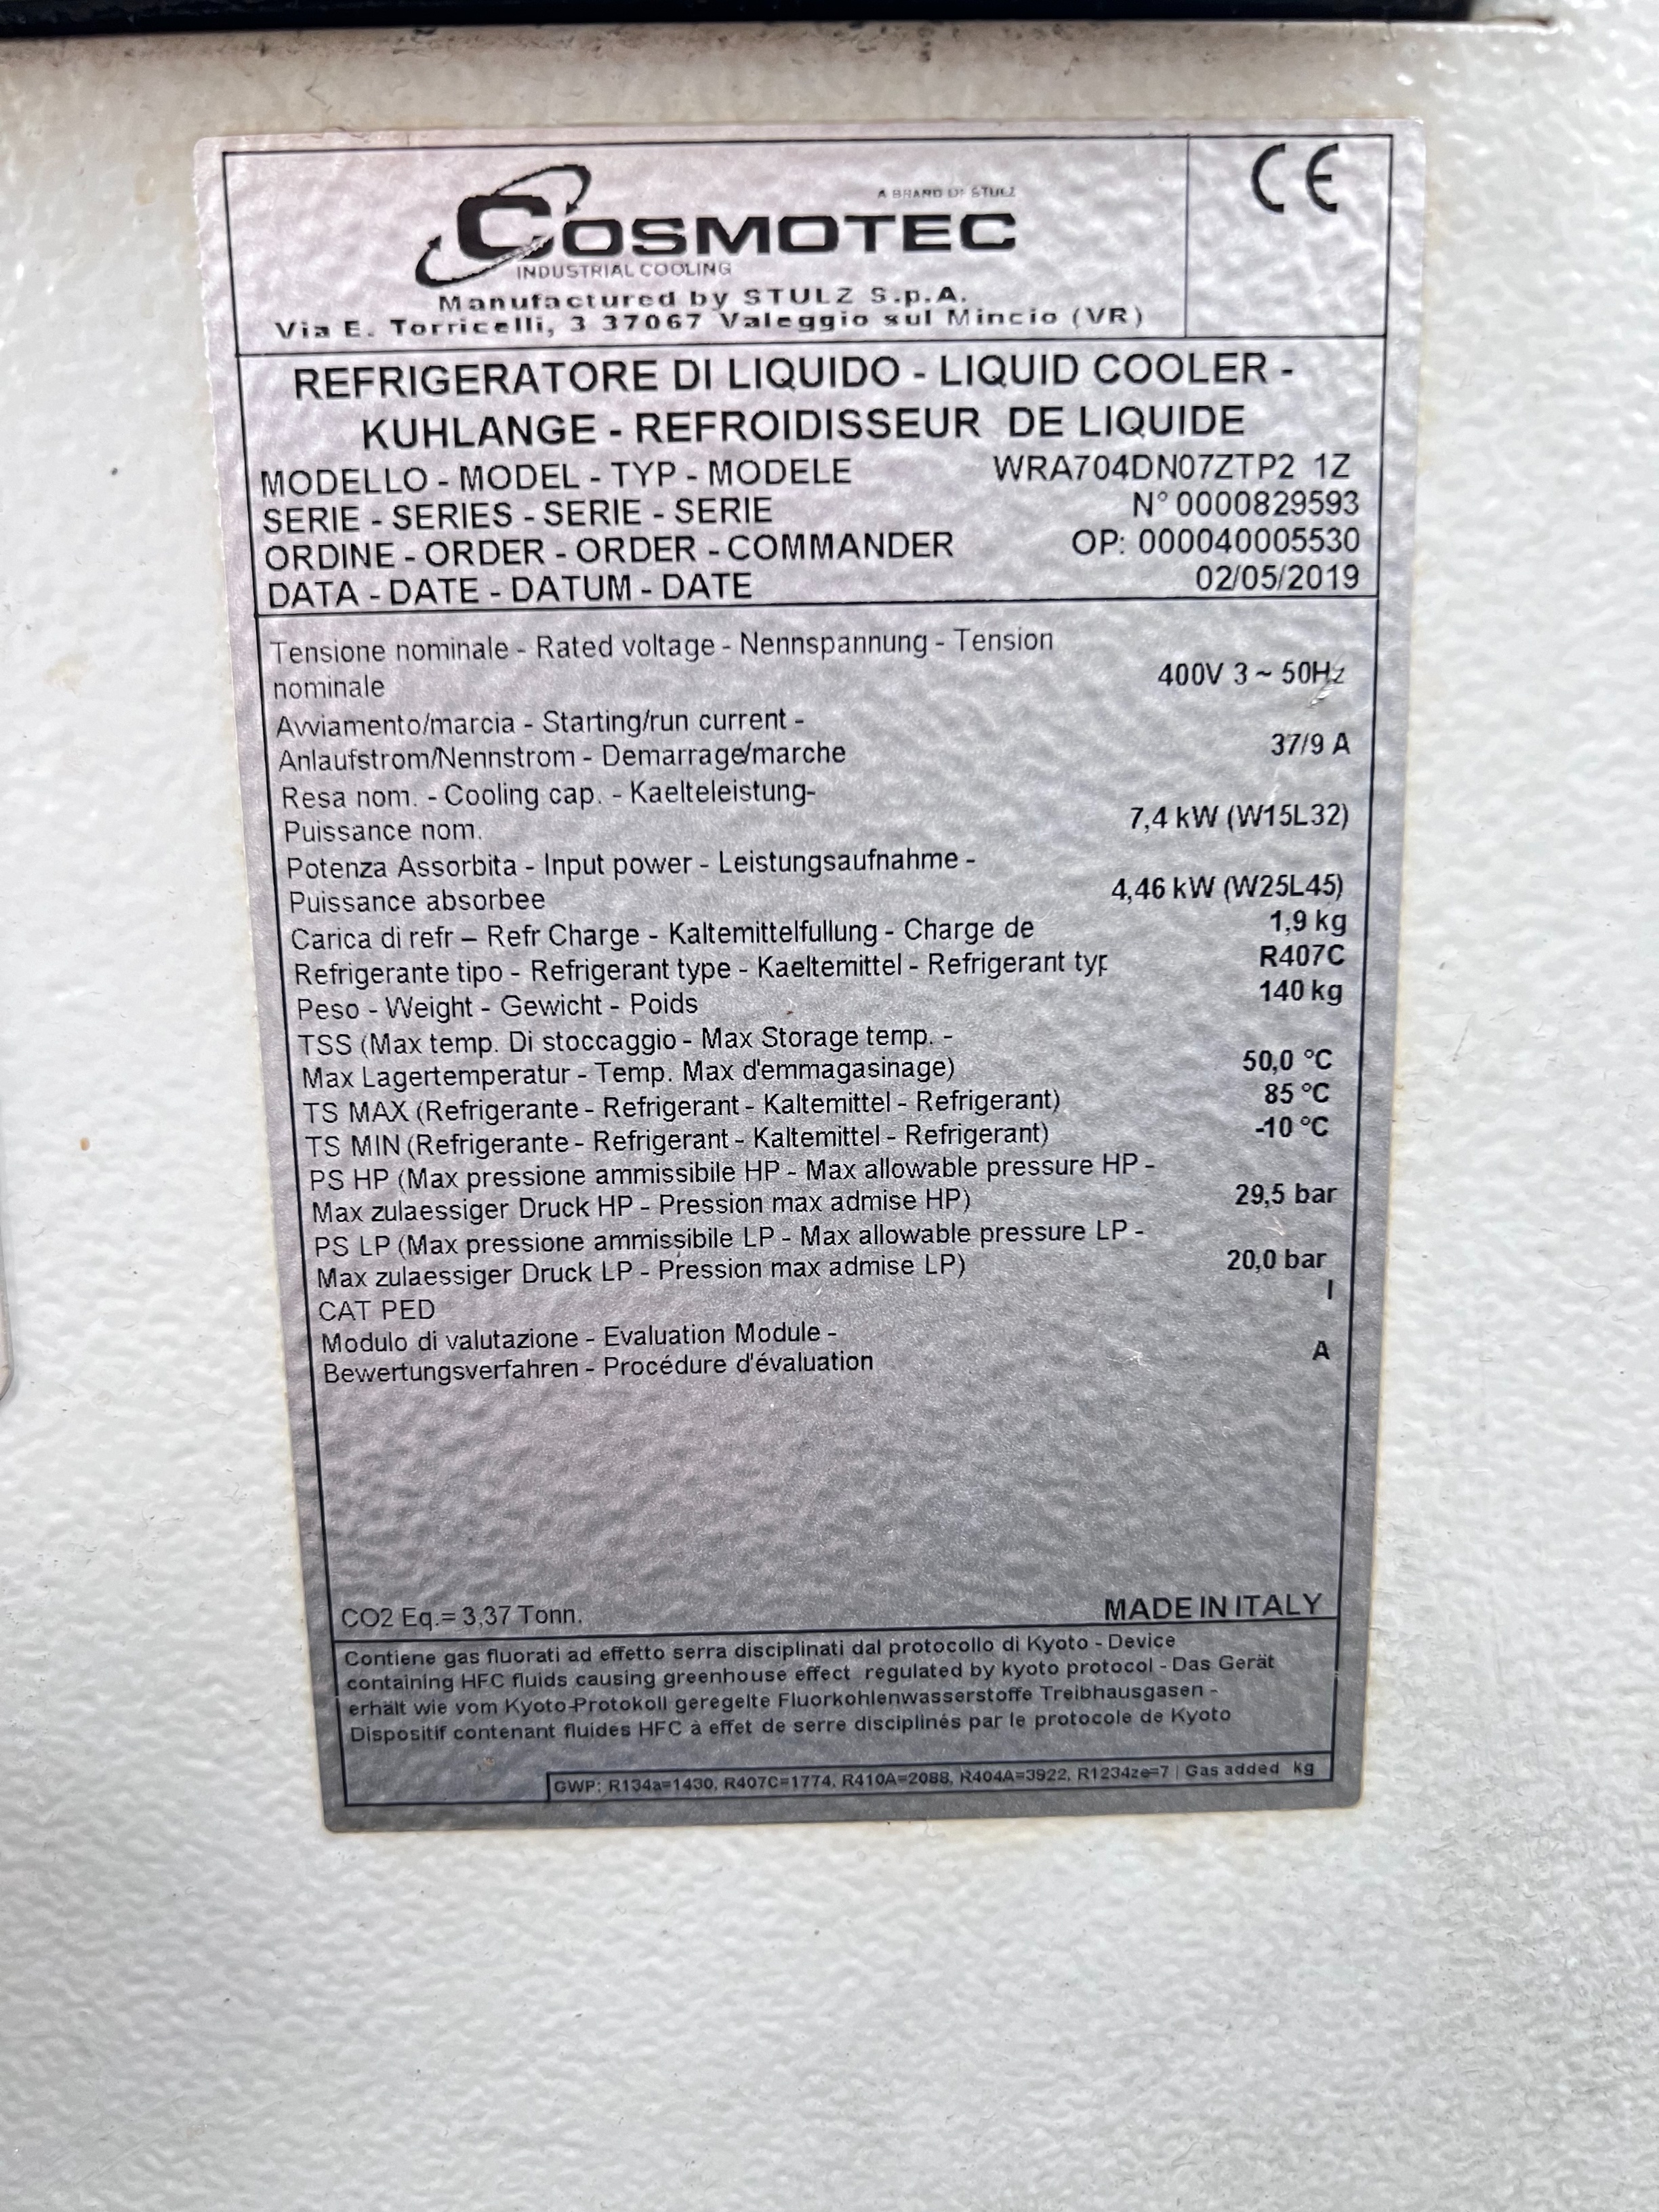 A BRAND OF STULZ
COSMOTEC
INDUSTRIAL COOLING
CE
Manufactured by STULZ S.p.A.
Via E. Torricelli, 3 37067 Valeggio sul Mincio (VR)
REFRIGERATORE DI LIQUIDO - LIQUID COOLER -
KUHLANGE - REFROIDISSEUR DE LIQUIDE
MODELLO - MODEL - TYP - MODELE WRA704DN07ZTP2 1Z
SERIE - SERIES - SERIE - SERIE N° 0000829593
ORDINE - ORDER - ORDER - COMMANDER OP: 000040005530
DATA - DATE - DATUM - DATE 02/05/2019
Tensione nominale - Rated voltage - Nennspannung - Tension
nominale 400V 3 ~ 50Hz
Avviamento/marcia - Starting/run current -
Anlaufstrom/Nennstrom - Demarrage/marche 37/9 A
Resa nom. - Cooling cap. - Kaelteleistung-
Puissance nom. 7,4 kW (W15L32)
Potenza Assorbita - Input power - Leistungsaufnahme -
Puissance absorbee 4,46 kW (W25L45)
Carica di refr – Refr Charge - Kaltemittelfullung - Charge de 1,9 kg
Refrigerante tipo - Refrigerant type - Kaeltemittel - Refrigerant typ R407C
Peso - Weight - Gewicht - Poids 140 kg
TSS (Max temp. Di stoccaggio - Max Storage temp. -
Max Lagertemperatur - Temp. Max d'emmagasinage) 50,0 °C
TS MAX (Refrigerante - Refrigerant - Kaltemittel - Refrigerant) 85 °C
TS MIN (Refrigerante - Refrigerant - Kaltemittel - Refrigerant) -10 °C
PS HP (Max pressione ammissibile HP - Max allowable pressure HP -
Max zulaessiger Druck HP - Pression max admise HP) 29,5 bar
PS LP (Max pressione ammissibile LP - Max allowable pressure LP -
Max zulaessiger Druck LP - Pression max admise LP) 20,0 bar
CAT PED I
Modulo di valutazione - Evaluation Module -
Bewertungsverfahren - Procédure d'évaluation A
CO2 Eq.= 3,37 Tonn. MADE IN ITALY
Contiene gas fluorati ad effetto serra disciplinati dal protocollo di Kyoto - Device
containing HFC fluids causing greenhouse effect regulated by kyoto protocol - Das Gerät
erhält wie vom Kyoto-Protokoll geregelte Fluorkohlenwasserstoffe Treibhausgasen -
Dispositif contenant fluides HFC à effet de serre disciplinés par le protocole de Kyoto
GWP: R134a=1430, R407C=1774, R410A=2088, R404A=3922, R1234ze=7 | Gas added kg